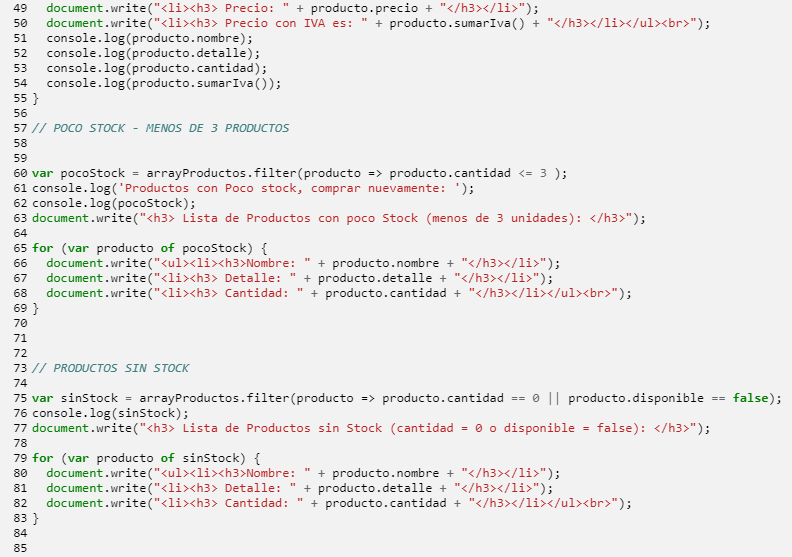 49 document.write("<li><h3> Precio: " + producto.precio + "</h3></li>");
50 document.write("<li><h3> Precio con IVA es: " + producto.sumarIva() + "</h3></li></ul><br>");
51 console.log(producto.nombre);
52 console.log(producto.detalle);
53 console.log(producto.cantidad);
54 console.log(producto.sumarIva());
55 }
56
57 // POCO STOCK - MENOS DE 3 PRODUCTOS
58
59
60 var pocoStock = arrayProductos.filter(producto => producto.cantidad <= 3 );
61 console.log('Productos con Poco stock, comprar nuevamente: ');
62 console.log(pocoStock);
63 document.write("<h3> Lista de Productos con poco Stock (menos de 3 unidades): </h3>");
64
65 for (var producto of pocoStock) {
66 document.write("<ul><li><h3>Nombre: " + producto.nombre + "</h3></li>");
67 document.write("<li><h3> Detalle: " + producto.detalle + "</h3></li>");
68 document.write("<li><h3> Cantidad: " + producto.cantidad + "</h3></li></ul><br>");
69 }
70
71
72
73 // PRODUCTOS SIN STOCK
74
75 var sinStock = arrayProductos.filter(producto => producto.cantidad == 0 || producto.disponible == false);
76 console.log(sinStock);
77 document.write("<h3> Lista de Productos sin Stock (cantidad = 0 o disponible = false): </h3>");
78
79 for (var producto of sinStock) {
80 document.write("<ul><li><h3>Nombre: " + producto.nombre + "</h3></li>");
81 document.write("<li><h3> Detalle: " + producto.detalle + "</h3></li>");
82 document.write("<li><h3> Cantidad: " + producto.cantidad + "</h3></li></ul><br>");
83 }
84
85